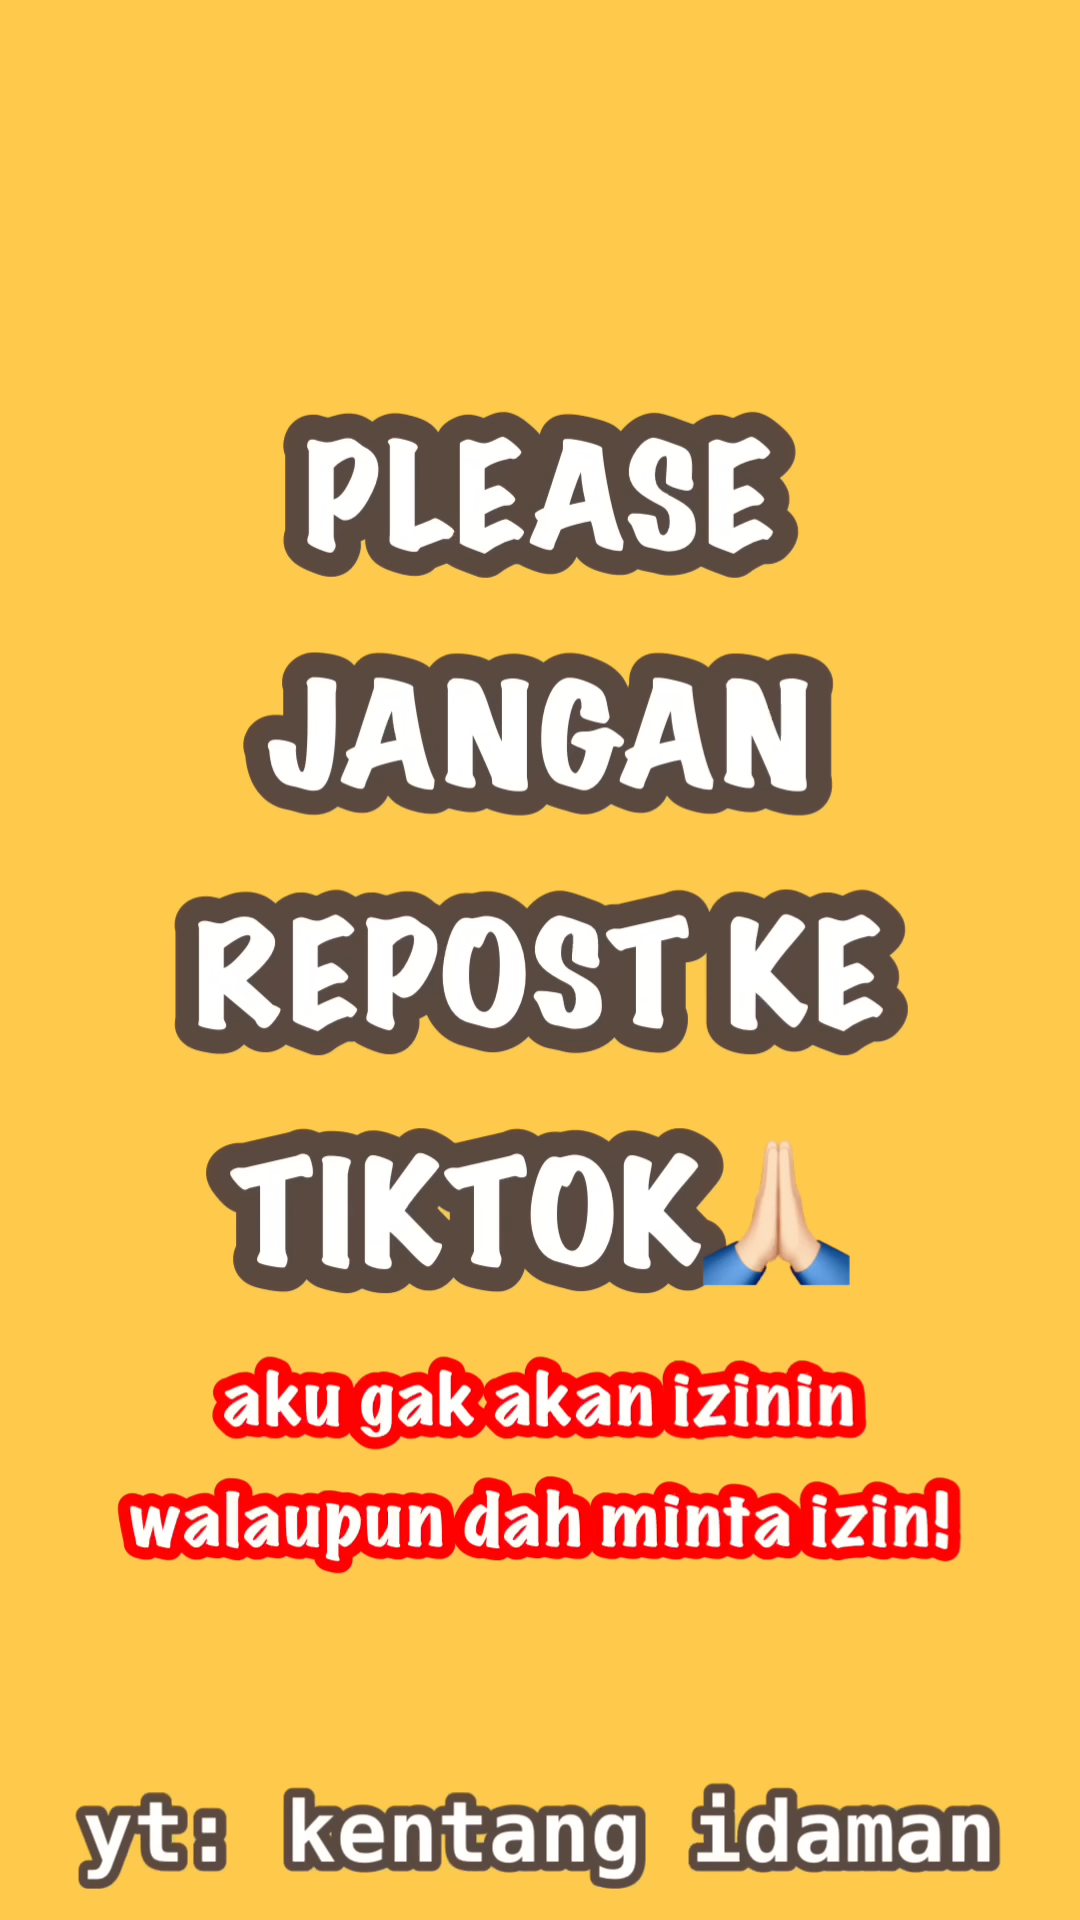 PLEASE
JANGAN
REPOST KE
TIKTOK🙏🏻
aku gak akan izinin
walaupun dah minta izin!
yt: kentang idaman